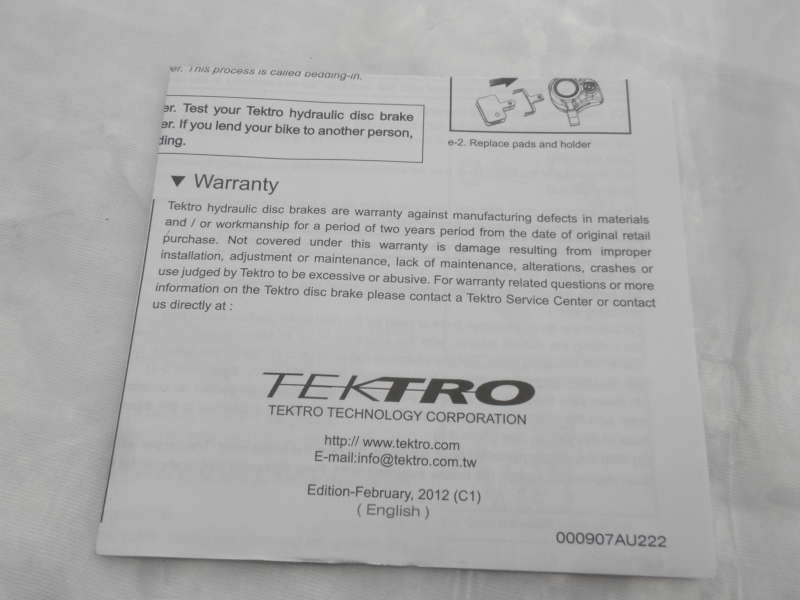 er. This process is called bedding-in.
er. Test your Tektro hydraulic disc brake
er. If you lend your bike to another person,
ding.
e-2. Replace pads and holder
▼ Warranty
Tektro hydraulic disc brakes are warranty against manufacturing defects in materials
and / or workmanship for a period of two years period from the date of original retail
purchase. Not covered under this warranty is damage resulting from improper
installation, adjustment or maintenance, lack of maintenance, alterations, crashes or
use judged by Tektro to be excessive or abusive. For warranty related questions or more
information on the Tektro disc brake please contact a Tektro Service Center or contact
us directly at :
TEKTRO
TEKTRO TECHNOLOGY CORPORATION
http:// www.tektro.com
E-mail:info@tektro.com.tw
Edition-February, 2012 (C1)
( English )
000907AU222